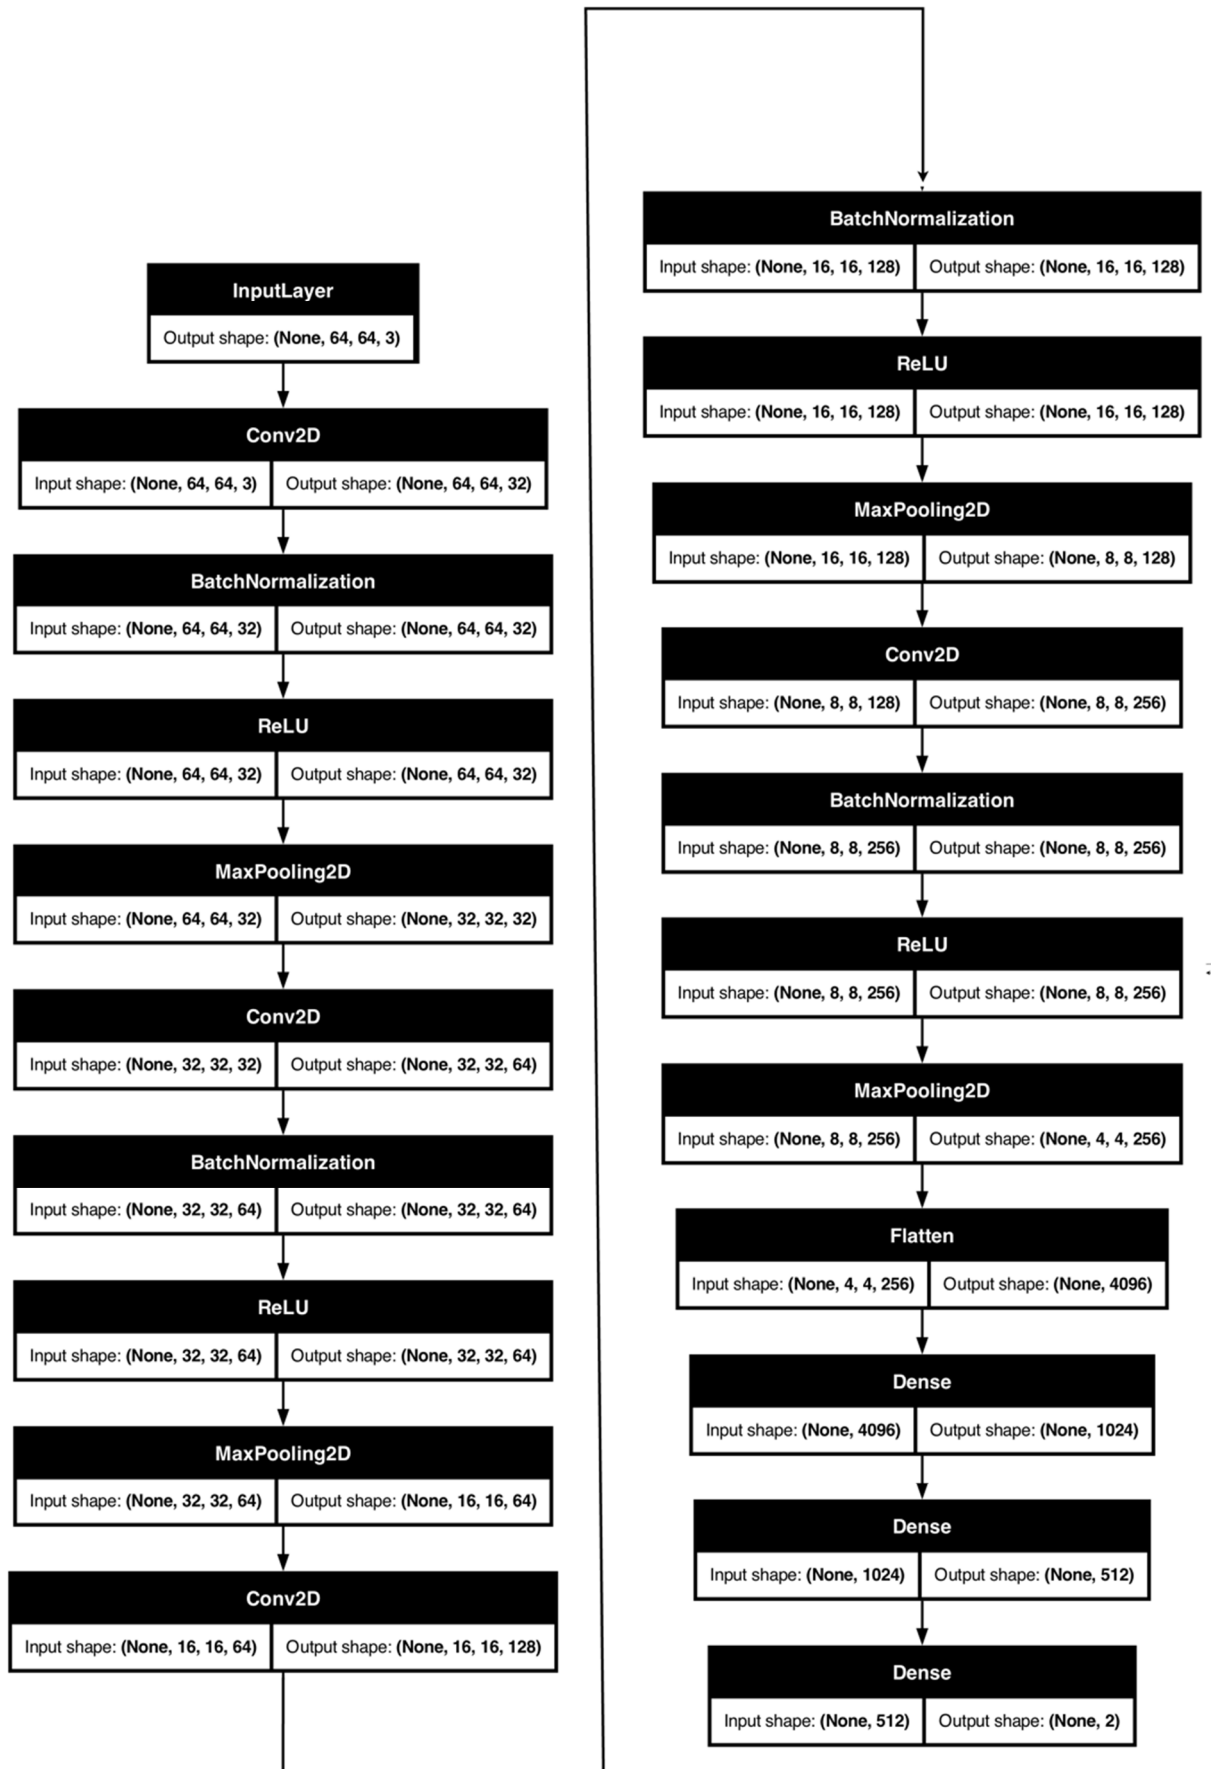 InputLayer
Output shape: (None, 64, 64, 3)
Conv2D
Input shape: (None, 64, 64, 3) Output shape: (None, 64, 64, 32)
BatchNormalization
Input shape: (None, 64, 64, 32) Output shape: (None, 64, 64, 32)
ReLU
Input shape: (None, 64, 64, 32) Output shape: (None, 64, 64, 32)
MaxPooling2D
Input shape: (None, 64, 64, 32) Output shape: (None, 32, 32, 32)
Conv2D
Input shape: (None, 32, 32, 32) Output shape: (None, 32, 32, 64)
BatchNormalization
Input shape: (None, 32, 32, 64) Output shape: (None, 32, 32, 64)
ReLU
Input shape: (None, 32, 32, 64) Output shape: (None, 32, 32, 64)
MaxPooling2D
Input shape: (None, 32, 32, 64) Output shape: (None, 16, 16, 64)
Conv2D
Input shape: (None, 16, 16, 64) Output shape: (None, 16, 16, 128)
BatchNormalization
Input shape: (None, 16, 16, 128) Output shape: (None, 16, 16, 128)
ReLU
Input shape: (None, 16, 16, 128) Output shape: (None, 16, 16, 128)
MaxPooling2D
Input shape: (None, 16, 16, 128) Output shape: (None, 8, 8, 128)
Conv2D
Input shape: (None, 8, 8, 128) Output shape: (None, 8, 8, 256)
BatchNormalization
Input shape: (None, 8, 8, 256) Output shape: (None, 8, 8, 256)
ReLU
Input shape: (None, 8, 8, 256) Output shape: (None, 8, 8, 256)
MaxPooling2D
Input shape: (None, 8, 8, 256) Output shape: (None, 4, 4, 256)
Flatten
Input shape: (None, 4, 4, 256) Output shape: (None, 4096)
Dense
Input shape: (None, 4096) Output shape: (None, 1024)
Dense
Input shape: (None, 1024) Output shape: (None, 512)
Dense
Input shape: (None, 512) Output shape: (None, 2)